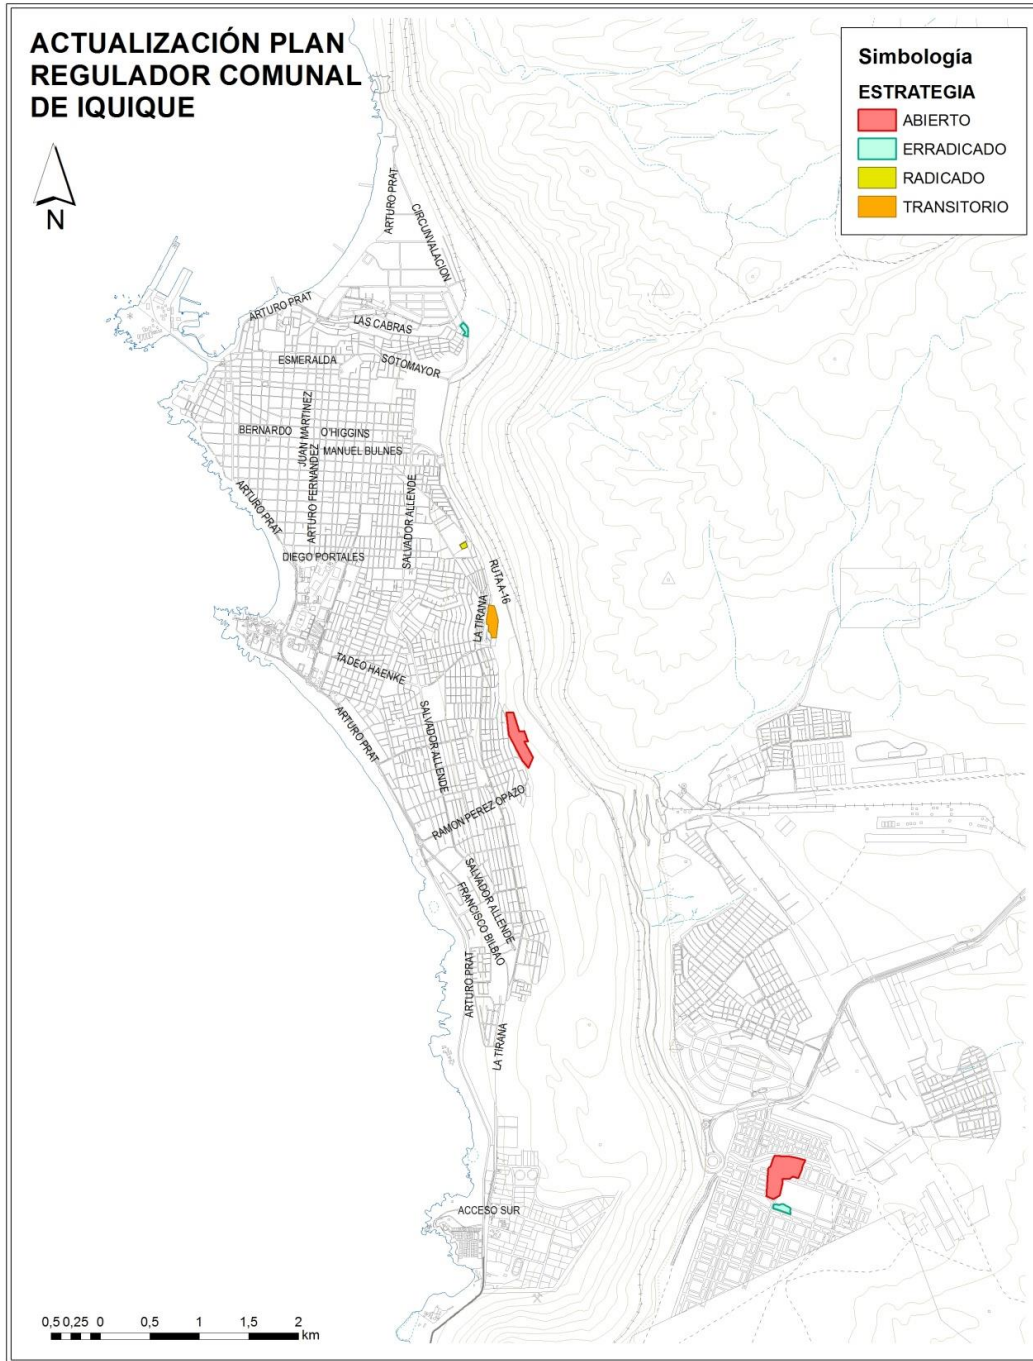 ACTUALIZACIÓN PLAN
REGULADOR COMUNAL
DE IQUIQUE
N
Simbología
ESTRATEGIA
ABIERTO
ERRADICADO
RADICADO
TRANSITORIO
ARTURO PRAT
CIRCUNVALACION
ARTURO PRAT
LAS CABRAS
ESMERALDA
SOTOMAYOR
JUAN MARTINEZ
BERNARDO O'HIGGINS
MANUEL BULNES
ARTURO FERNANDEZ
SALVADOR ALLENDE
ARTURO PRAT
DIEGO PORTALES
RUTA A-16
LA TIRANA
TADEO HAENKE
ARTURO PRAT
SALVADOR ALLENDE
RAMON PEREZ OPAZO
SALVADOR ALLENDE
FRANCISCO BILBAO
ARTURO PRAT
LA TIRANA
ACCESO SUR
0,5 0,25 0 0,5 1 1,5 2
km